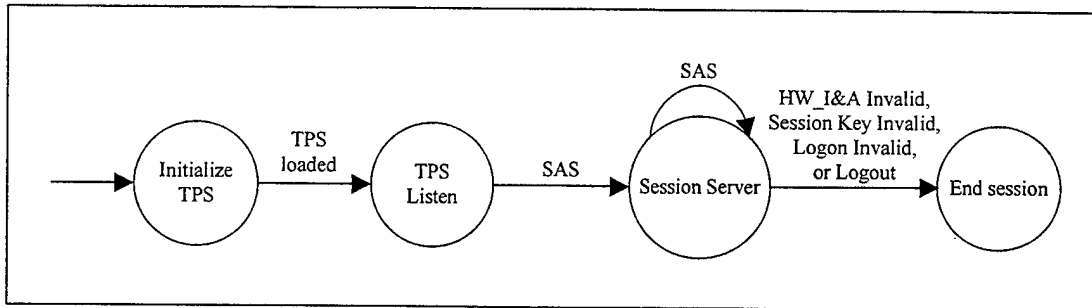 Initialize
TPS
TPS
loaded
TPS
Listen
SAS
SAS
Session Server
HW_I&A Invalid,
Session Key Invalid,
Logon Invalid,
or Logout
End session